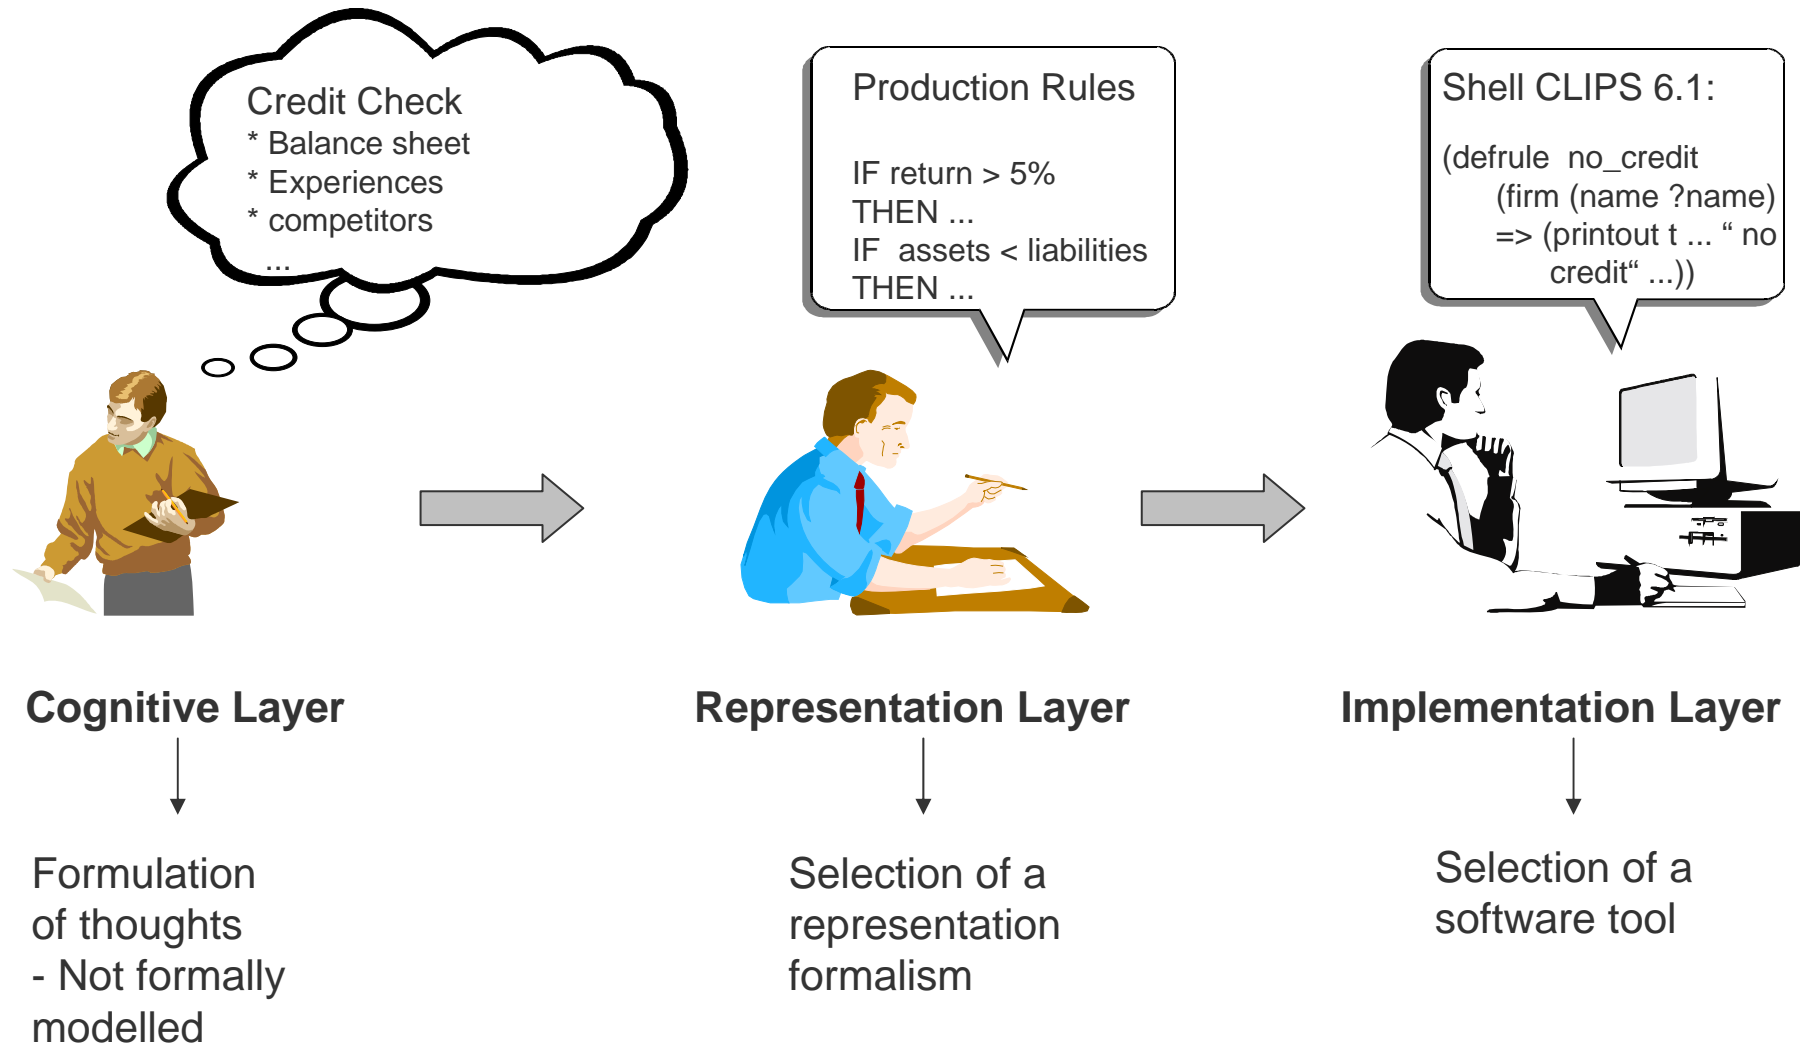 Credit Check
* Balance sheet
* Experiences
* competitors
...
Production Rules
IF return > 5%
THEN ...
IF assets < liabilities
THEN ...
Shell CLIPS 6.1:
(defrule no_credit
(firm (name ?name)
=> (printout t ... “ no
credit“ ...))
Cognitive Layer
Representation Layer
Implementation Layer
Formulation
of thoughts
- Not formally
modelled
Selection of a
representation
formalism
Selection of a
software tool